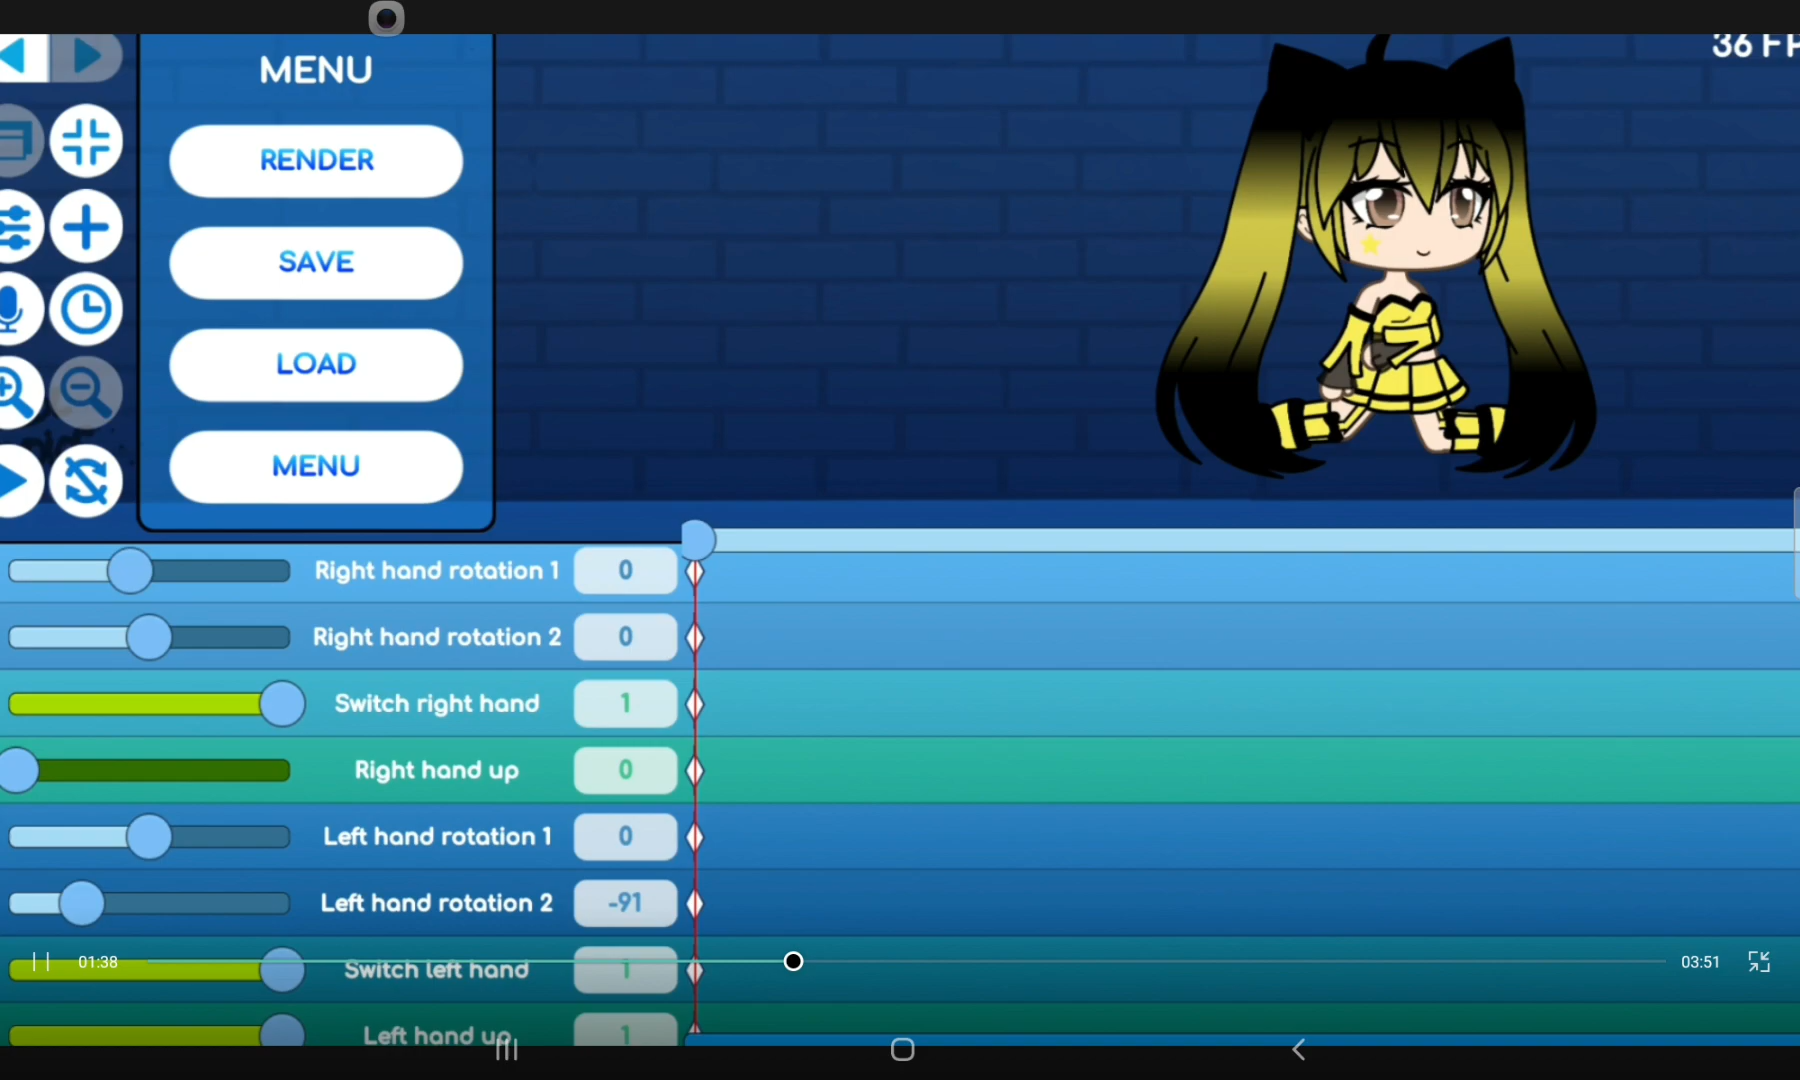 36 FP
MENU
RENDER
SAVE
LOAD
MENU
Right hand rotation 1 0
Right hand rotation 2 0
Switch right hand 1
Right hand up 0
Left hand rotation 1 0
Left hand rotation 2 -91
01:38 Switch left hand 1 03:51
Left hand up 1